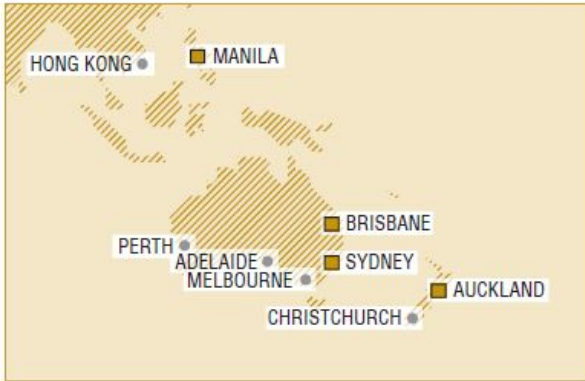 HONG KONG
MANILA
BRISBANE
PERTH
ADELAIDE
SYDNEY
MELBOURNE
AUCKLAND
CHRISTCHURCH